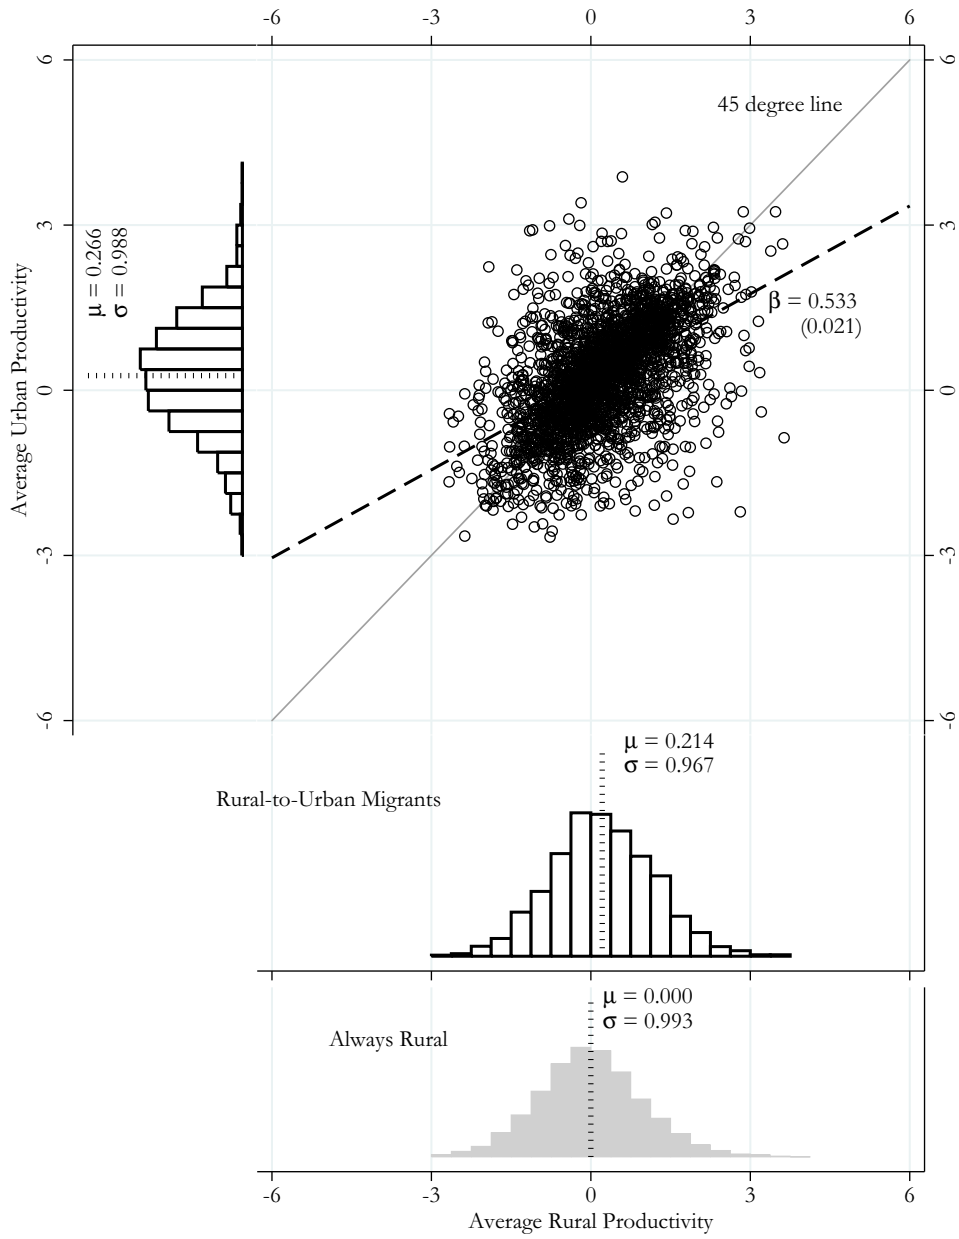 -6 -3 0 3 6
6
6
45 degree line
3
3
μ = 0.266
σ = 0.988
β = 0.533
(0.021)
Average Urban Productivity
0
0
-3
-3
-6
-6
μ = 0.214
σ = 0.967
Rural-to-Urban Migrants
μ = 0.000
σ = 0.993
Always Rural
-6 -3 0 3 6
Average Rural Productivity